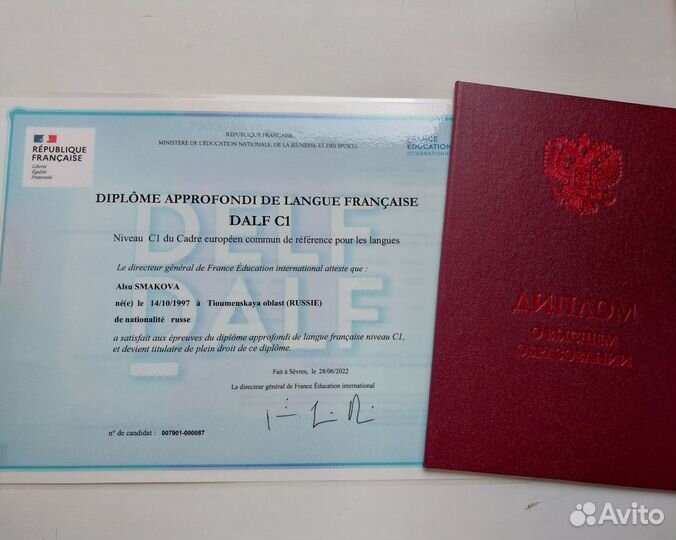 RÉPUBLIQUE
FRANÇAISE
Liberté
Égalité
Fraternité
RÉPUBLIQUE FRANÇAISE
MINISTÈRE DE L'ÉDUCATION NATIONALE, DE LA JEUNESSE ET DES SPORTS
FRANCE
ÉDUCATION
INTERNATIONAL
DIPLÔME APPROFONDI DE LANGUE FRANÇAISE
DALF C1
Niveau C1 du Cadre européen commun de référence pour les langues
Le directeur général de France Éducation international atteste que :
Alsu SMAKOVA
né(e) le 14/10/1997 à Tioumenskaya oblast (RUSSIE)
de nationalité russe
a satisfait aux épreuves du diplôme approfondi de langue française niveau C1,
et devient titulaire de plein droit de ce diplôme.
Fait à Sèvres, le 28/06/2022
Le directeur général de France Éducation international
n° de candidat : 007901-000087
DELF
DALF
ДИПЛОМ
О ВЫСШЕМ
ОБРАЗОВАНИИ
Avito